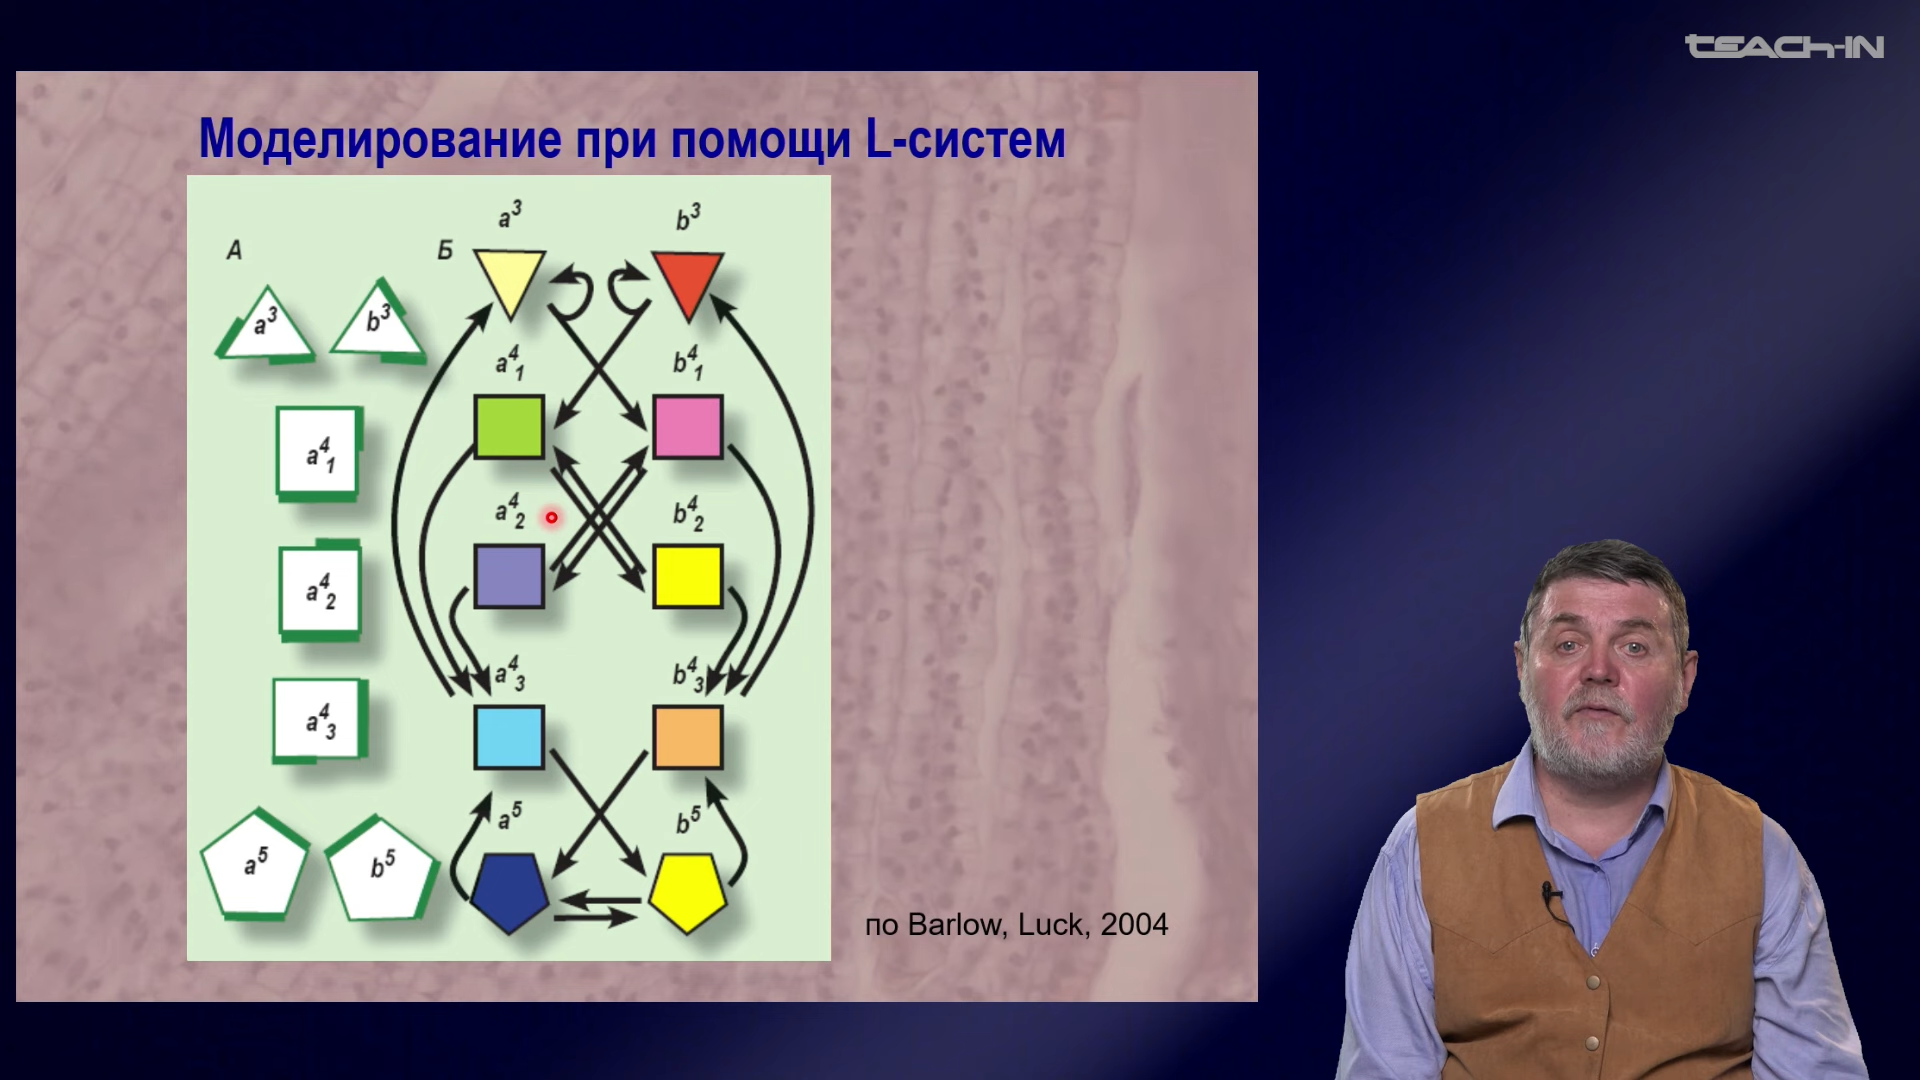 TEACH-IN
Моделирование при помощи L-систем
А
Б
a³
b³
a³
b³
a⁴₁
b⁴₁
a⁴₁
a⁴₂
b⁴₂
a⁴₂
a⁴₃
b⁴₃
a⁴₃
a⁵
b⁵
a⁵
b⁵
по Barlow, Luck, 2004